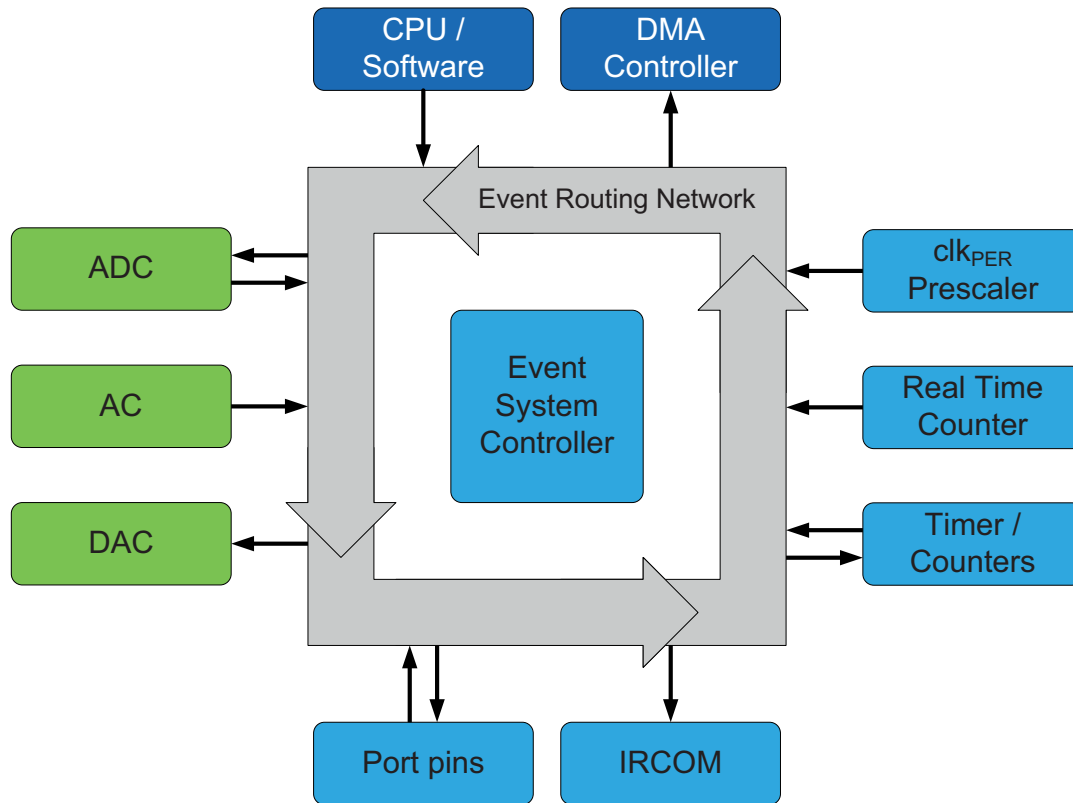 CPU /
Software
DMA
Controller
Event Routing Network
ADC
clkPER
Prescaler
Event
System
Controller
AC
Real Time
Counter
DAC
Timer /
Counters
Port pins
IRCOM